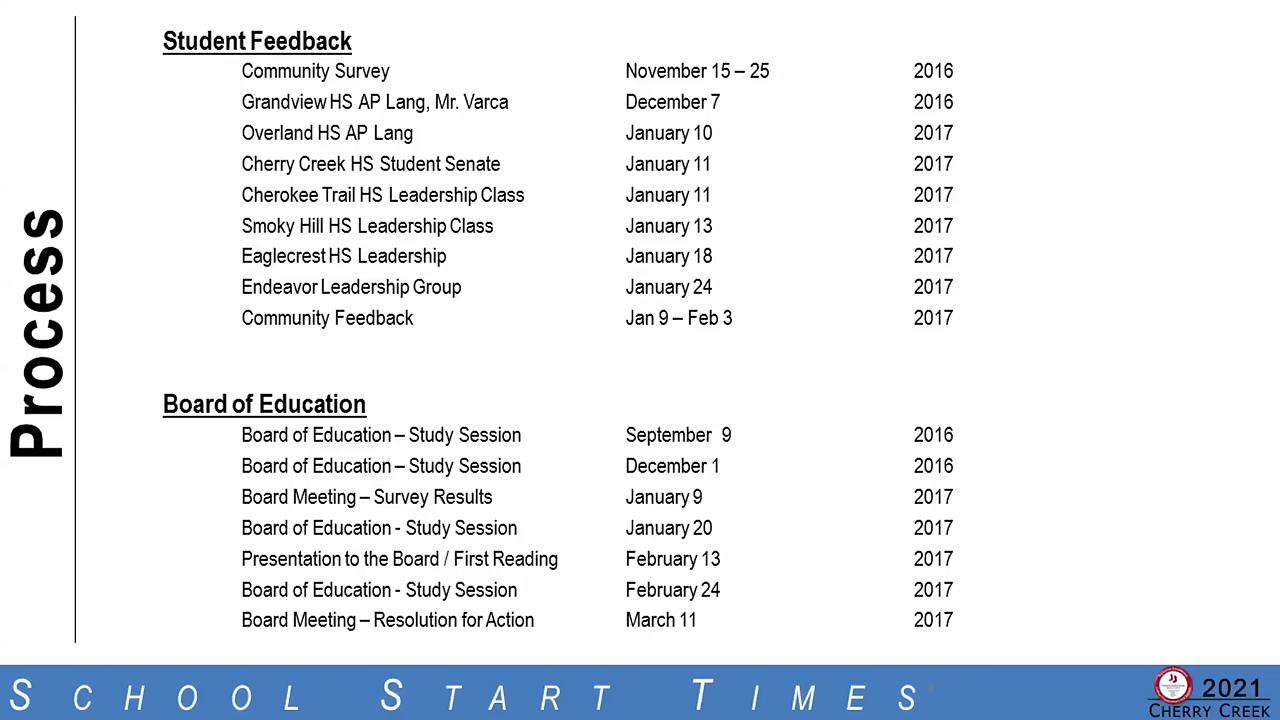 Process
Student Feedback
Community Survey November 15 – 25 2016
Grandview HS AP Lang, Mr. Varca December 7 2016
Overland HS AP Lang January 10 2017
Cherry Creek HS Student Senate January 11 2017
Cherokee Trail HS Leadership Class January 11 2017
Smoky Hill HS Leadership Class January 13 2017
Eaglecrest HS Leadership January 18 2017
Endeavor Leadership Group January 24 2017
Community Feedback Jan 9 – Feb 3 2017
Board of Education
Board of Education – Study Session September 9 2016
Board of Education – Study Session December 1 2016
Board Meeting – Survey Results January 9 2017
Board of Education - Study Session January 20 2017
Presentation to the Board / First Reading February 13 2017
Board of Education - Study Session February 24 2017
Board Meeting – Resolution for Action March 11 2017
SCHOOL START TIMES
2021
CHERRY CREEK